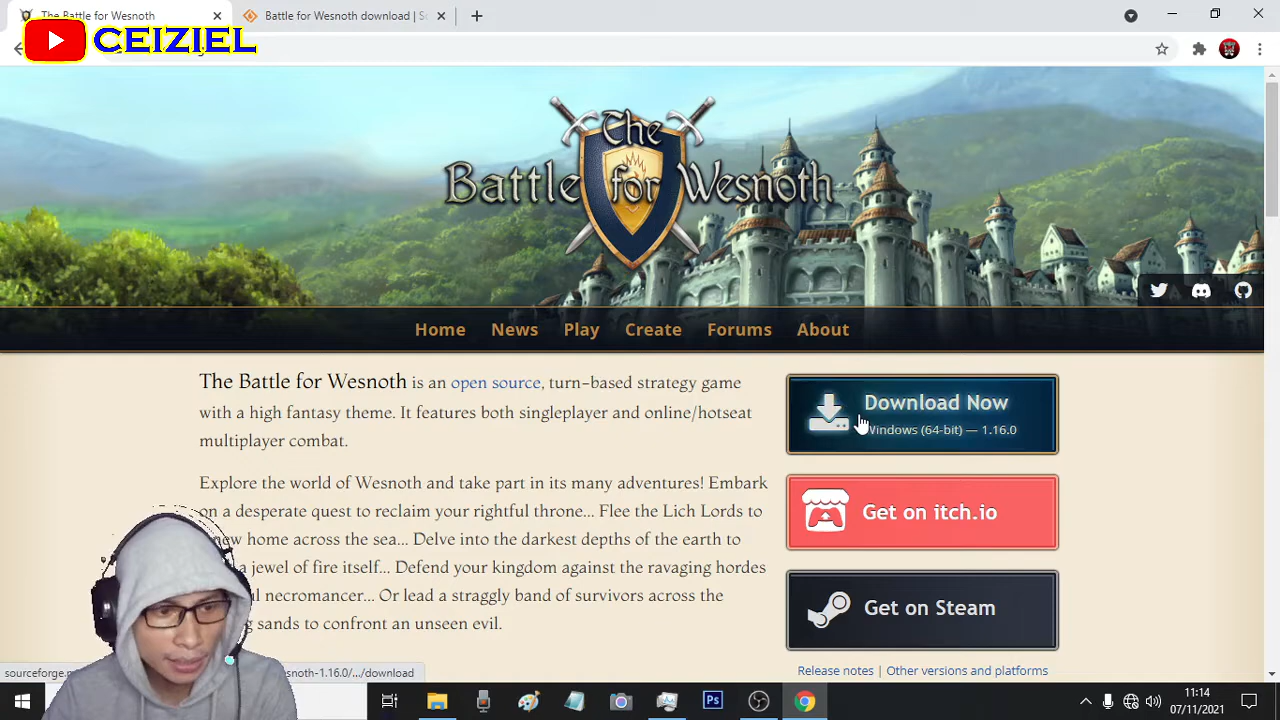 The Battle for Wesnoth
Battle for Wesnoth download | So
CEIZIEL
The
Battle for Wesnoth
Home News Play Create Forums About
The Battle for Wesnoth is an open source, turn-based strategy game
with a high fantasy theme. It features both singleplayer and online/hotseat
multiplayer combat.
Explore the world of Wesnoth and take part in its many adventures! Embark
on a desperate quest to reclaim your rightful throne... Flee the Lich Lords to
new home across the sea... Delve into the darkest depths of the earth to
a jewel of fire itself... Defend your kingdom against the ravaging hordes
necromancer... Or lead a straggly band of survivors across the
sands to confront an unseen evil.
Download Now
Windows (64-bit) — 1.16.0
Get on itch.io
Get on Steam
Release notes | Other versions and platforms
sourceforge.n
snoth-1.16.0/.../download
Ps
11:14
07/11/2021